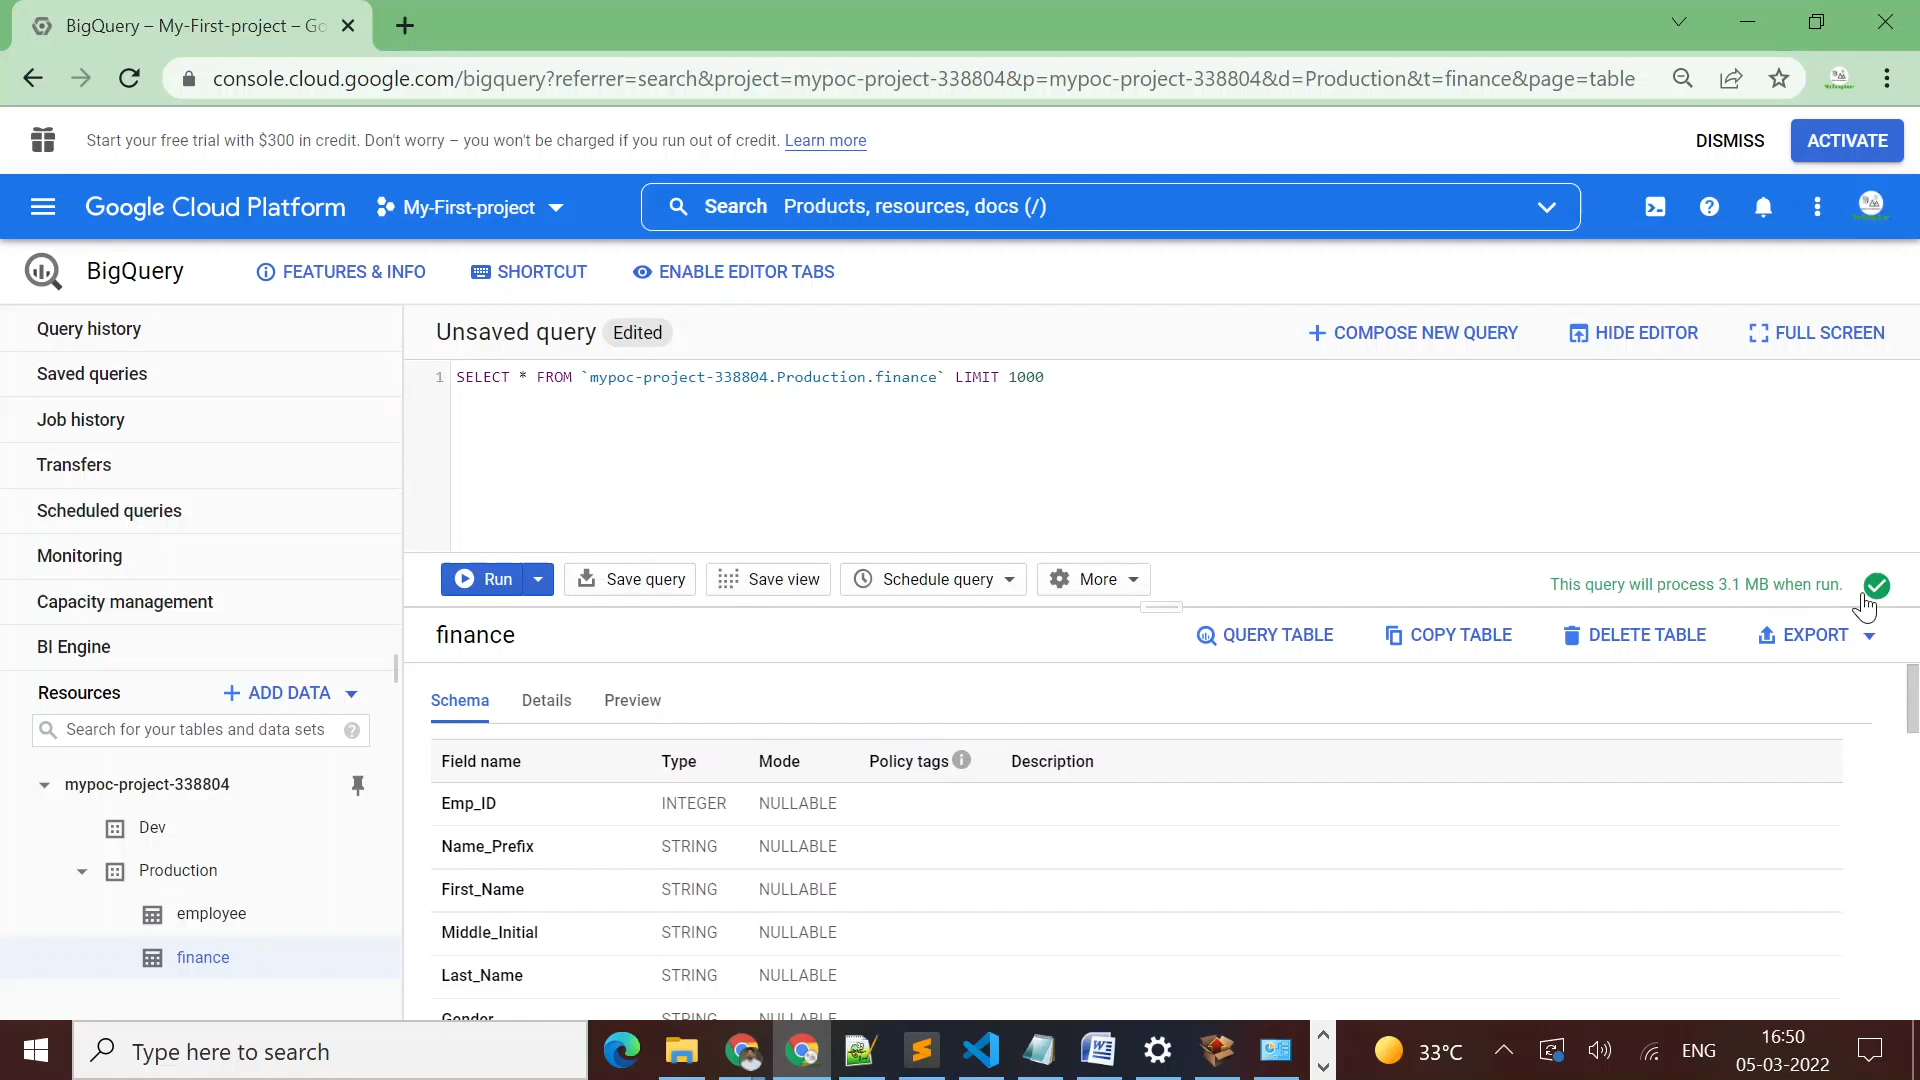 BigQuery – My-First-project – Go
console.cloud.google.com/bigquery?referrer=search&project=mypoc-project-338804&p=mypoc-project-338804&d=Production&t=finance&page=table
Start your free trial with $300 in credit. Don't worry – you won't be charged if you run out of credit. Learn more
DISMISS
ACTIVATE
Google Cloud Platform
My-First-project
Search Products, resources, docs (/)
BigQuery
FEATURES & INFO
SHORTCUT
ENABLE EDITOR TABS
Query history
Saved queries
Job history
Transfers
Scheduled queries
Monitoring
Capacity management
BI Engine
Resources
+ ADD DATA
Search for your tables and data sets
mypoc-project-338804
Dev
Production
employee
finance
Unsaved query Edited
+ COMPOSE NEW QUERY
HIDE EDITOR
FULL SCREEN
1 SELECT * FROM `mypoc-project-338804.Production.finance` LIMIT 1000
Run
Save query
Save view
Schedule query
More
This query will process 3.1 MB when run.
finance
QUERY TABLE
COPY TABLE
DELETE TABLE
EXPORT
Schema Details Preview
Field name Type Mode Policy tags Description
Emp_ID INTEGER NULLABLE
Name_Prefix STRING NULLABLE
First_Name STRING NULLABLE
Middle_Initial STRING NULLABLE
Last_Name STRING NULLABLE
Gender STRING NULLABLE
Type here to search
33°C
ENG
16:50
05-03-2022